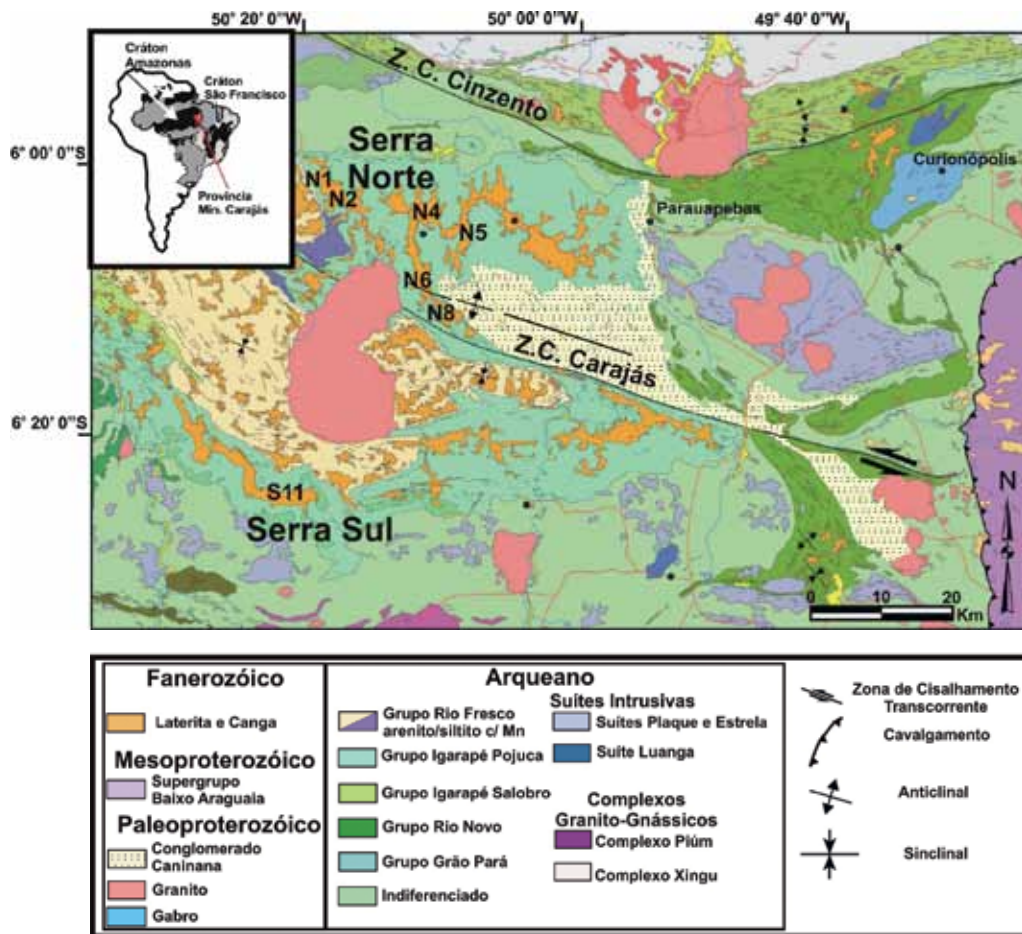 50° 20' 0"W
50° 00' 0"W
49° 40' 0"W
6° 00' 0"S
6° 20' 0"S
Cráton
Amazonas
Cráton
São Francisco
Província
Min. Carajás
Z. C. Cinzento
Serra
Norte
N1
N2
N4
N5
N6
N8
Curionópolis
Parauapebas
Z.C. Carajás
S11
Serra Sul
N
0 10 20
Km
Fanerozóico
Laterita e Canga
Mesoproterozóico
Supergrupo
Baixo Araguaia
Paleoproterozóico
Conglomerado
Caninana
Granito
Gabro
Arqueano
Grupo Rio Fresco
arenito/siltito c/ Mn
Grupo Igarapé Pojuca
Grupo Igarapé Salobro
Grupo Rio Novo
Grupo Grão Pará
Indiferenciado
Suítes Intrusivas
Suítes Plaque e Estrela
Suíte Luanga
Complexos
Granito-Gnássicos
Complexo Piúm
Complexo Xingu
Zona de Cisalhamento
Transcorrente
Cavalgamento
Anticlinal
Sinclinal